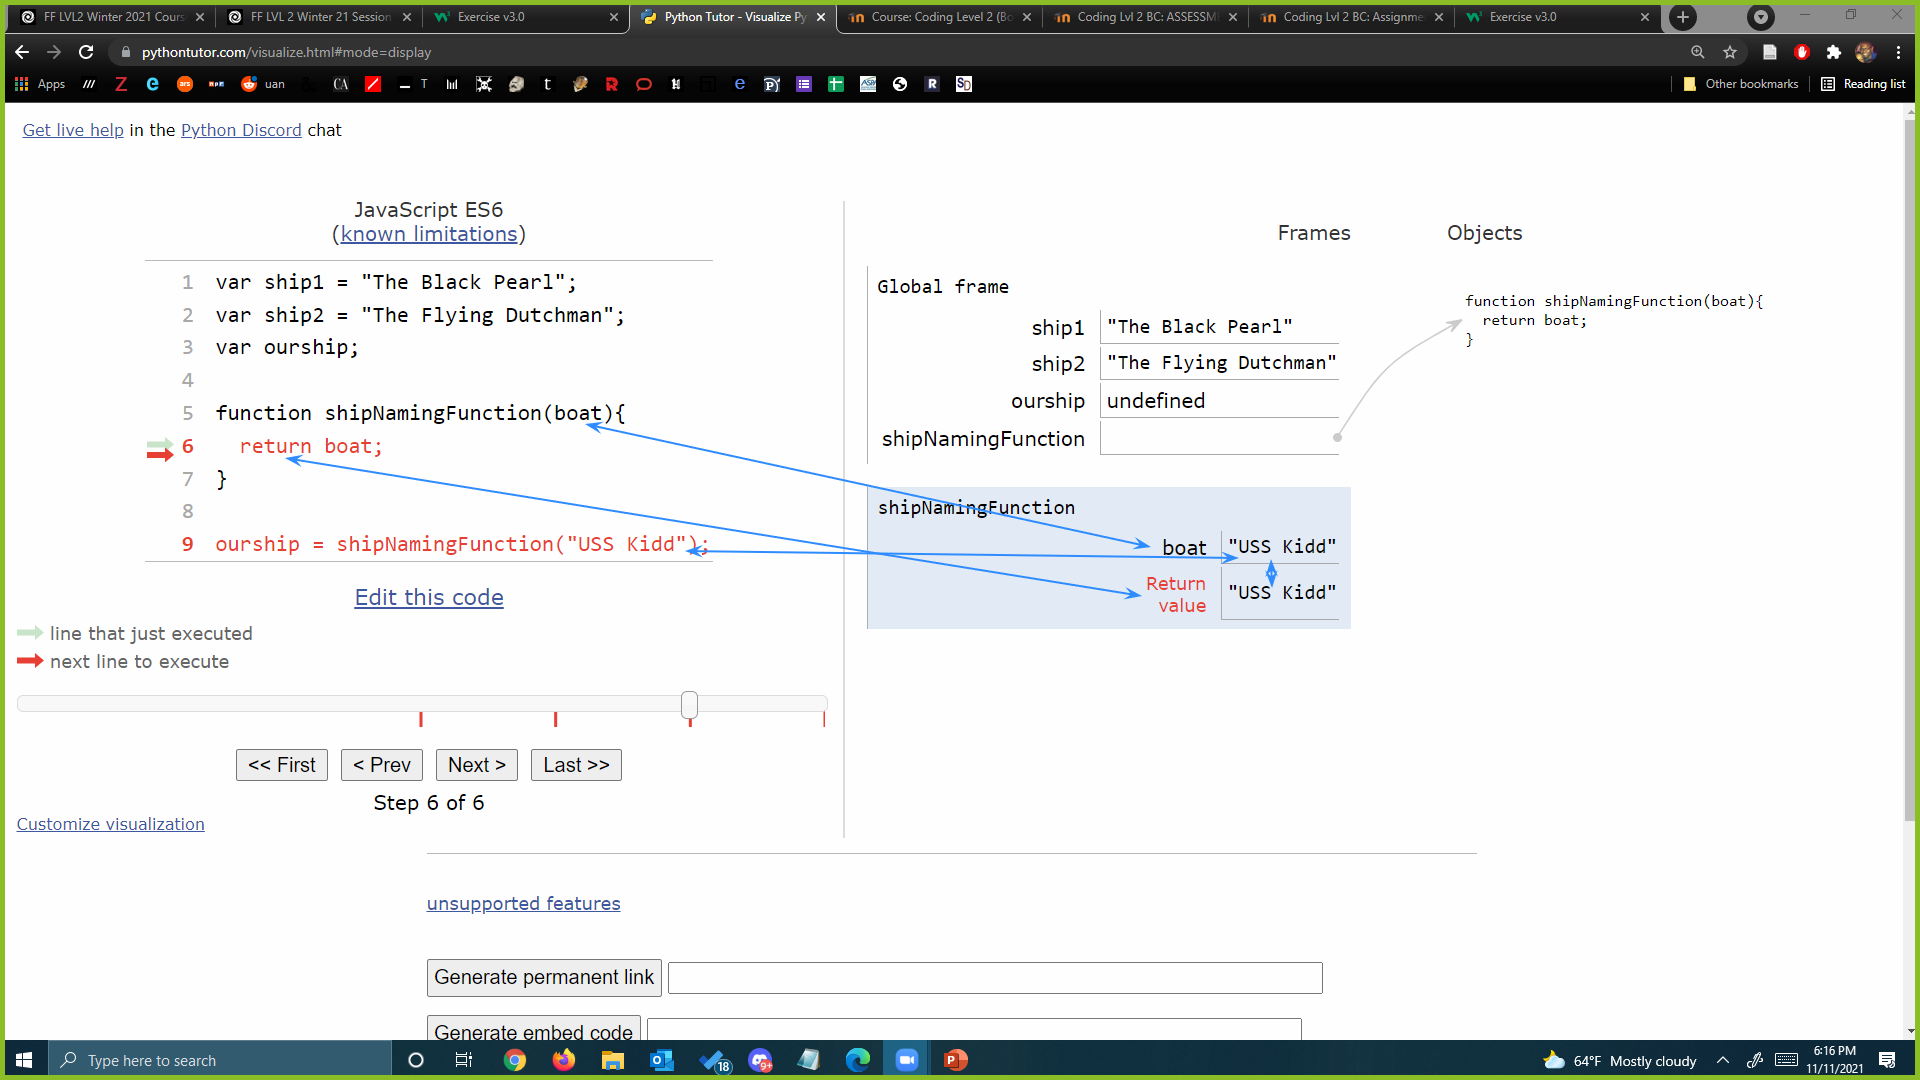 FF LVL2 Winter 2021 Cours
FF LVL 2 Winter 21 Session
Exercise v3.0
Python Tutor - Visualize Py
Course: Coding Level 2 (Bo
Coding Lvl 2 BC: ASSESSM
Coding Lvl 2 BC: Assignme
Exercise v3.0
pythontutor.com/visualize.html#mode=display
Apps
uan
CA
T
Other bookmarks
Reading list
Get live help in the Python Discord chat
JavaScript ES6
(known limitations)
1 var ship1 = "The Black Pearl";
2 var ship2 = "The Flying Dutchman";
3 var ourship;
4
5 function shipNamingFunction(boat){
6 return boat;
7 }
8
9 ourship = shipNamingFunction("USS Kidd");
Edit this code
line that just executed
next line to execute
<< First
< Prev
Next >
Last >>
Step 6 of 6
Customize visualization
Frames
Objects
Global frame
ship1 "The Black Pearl"
ship2 "The Flying Dutchman"
ourship undefined
shipNamingFunction
function shipNamingFunction(boat){
return boat;
}
shipNamingFunction
boat "USS Kidd"
Return
value "USS Kidd"
unsupported features
Generate permanent link
Generate embed code
Type here to search
18
9+
64°F Mostly cloudy
6:16 PM
11/11/2021